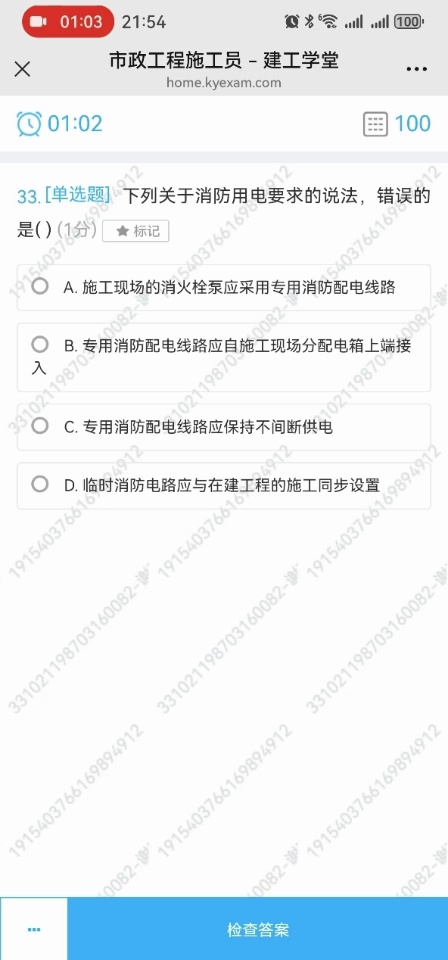 01:03 21:54 6 100
市政工程施工员 – 建工学堂
home.kyexam.com
01:02 100
33. [单选题] 下列关于消防用电要求的说法，错误的
是( ) (1分) ★ 标记
A. 施工现场的消火栓泵应采用专用消防配电线路
B. 专用消防配电线路应自施工现场分配电箱上端接
入
C. 专用消防配电线路应保持不间断供电
D. 临时消防电路应与在建工程的施工同步设置
检查答案